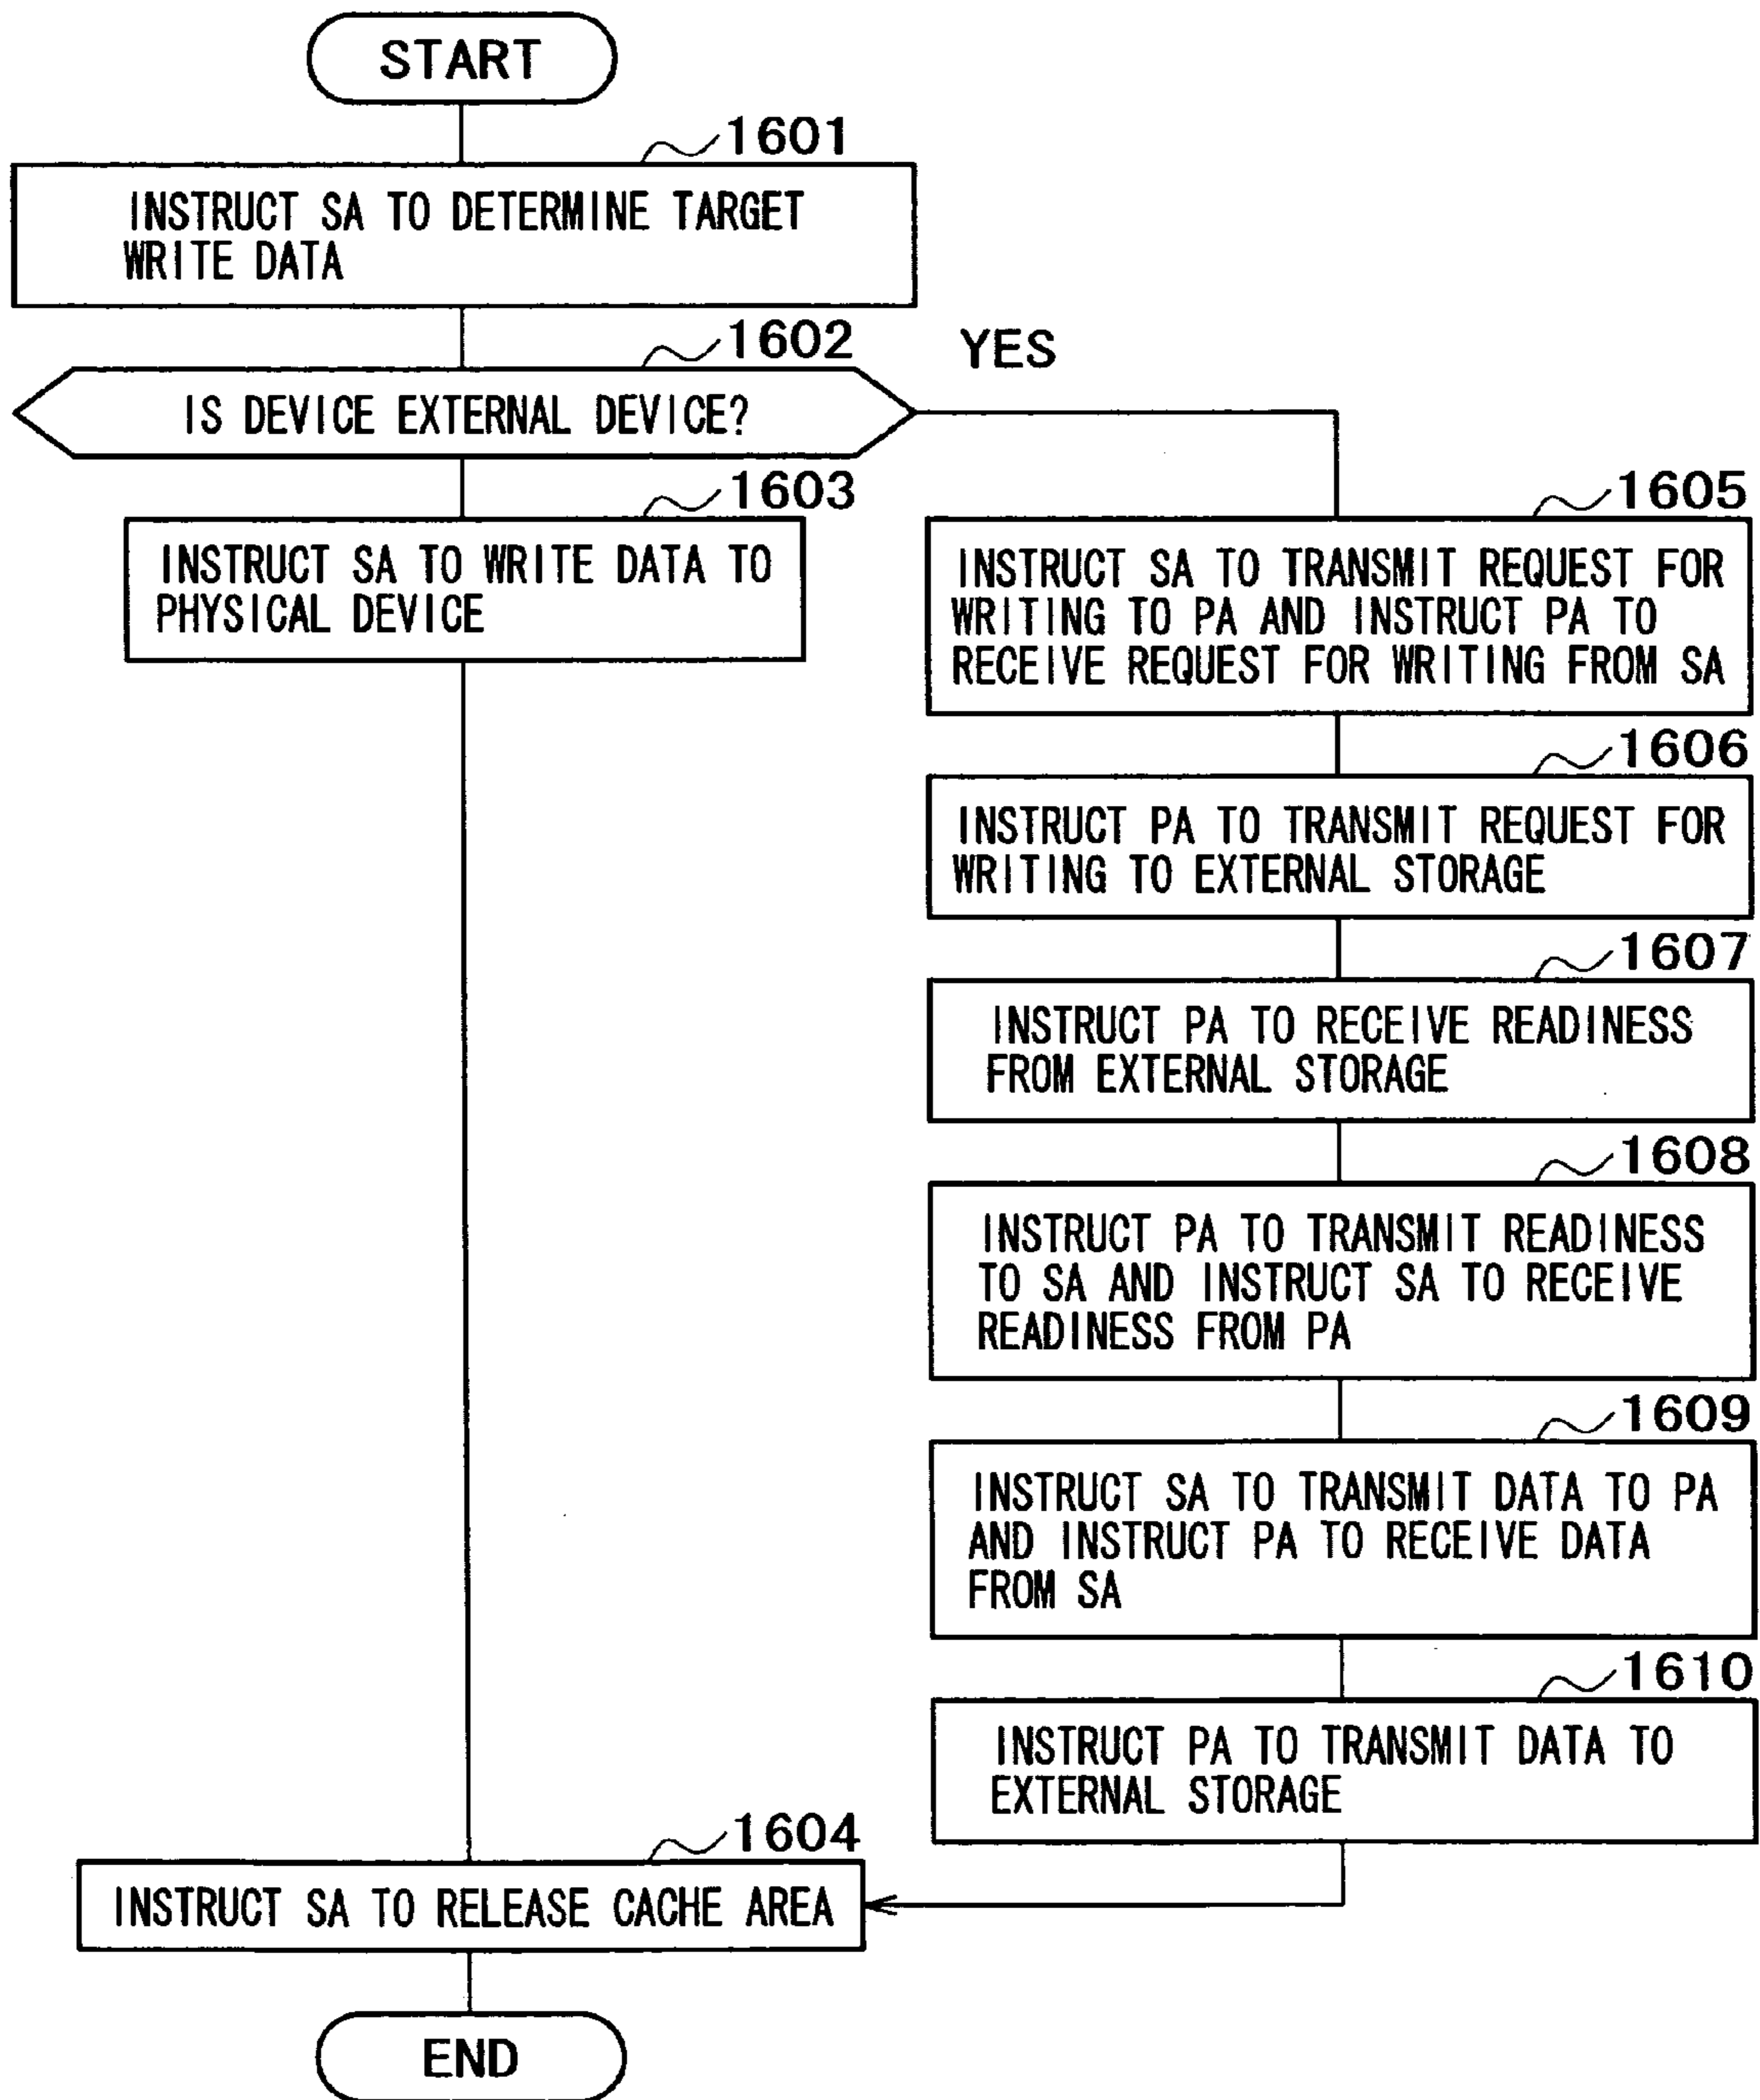 START
1601
INSTRUCT SA TO DETERMINE TARGET
WRITE DATA
1602
YES
IS DEVICE EXTERNAL DEVICE?
1603
INSTRUCT SA TO WRITE DATA TO
PHYSICAL DEVICE
1605
INSTRUCT SA TO TRANSMIT REQUEST FOR
WRITING TO PA AND INSTRUCT PA TO
RECEIVE REQUEST FOR WRITING FROM SA
1606
INSTRUCT PA TO TRANSMIT REQUEST FOR
WRITING TO EXTERNAL STORAGE
1607
INSTRUCT PA TO RECEIVE READINESS
FROM EXTERNAL STORAGE
1608
INSTRUCT PA TO TRANSMIT READINESS
TO SA AND INSTRUCT SA TO RECEIVE
READINESS FROM PA
1609
INSTRUCT SA TO TRANSMIT DATA TO PA
AND INSTRUCT PA TO RECEIVE DATA
FROM SA
1610
INSTRUCT PA TO TRANSMIT DATA TO
EXTERNAL STORAGE
1604
INSTRUCT SA TO RELEASE CACHE AREA
END